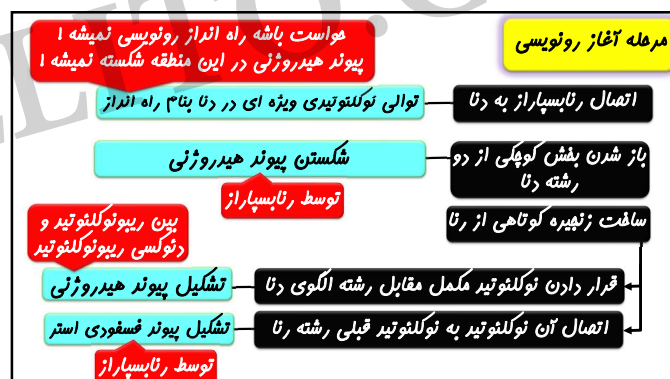 مرحله آغاز رونویسی
حواست باشه راه انداز رونویسی نمیشه !
پیوند هیدروژنی در این منطقه شکسته نمیشه !
اتصال رنابسپاراز به دنا
توالی نوکلئوتیدی ویژه ای در دنا بنام راه انداز
باز شدن بخش کوچکی از دو
رشته دنا
شکستن پیوند هیدروژنی
توسط رنابسپاراز
ساخت زنجیره کوتاهی از رنا
بین ریبونوکلئوتید و
دئوکسی ریبونوکلئوتید
قرار دادن نوکلئوتید مکمل مقابل رشته الگوی دنا
تشکیل پیوند هیدروژنی
اتصال آن نوکلئوتید به نوکلئوتید قبلی رشته رنا
تشکیل پیوند فسفودی استر
توسط رنابسپاراز